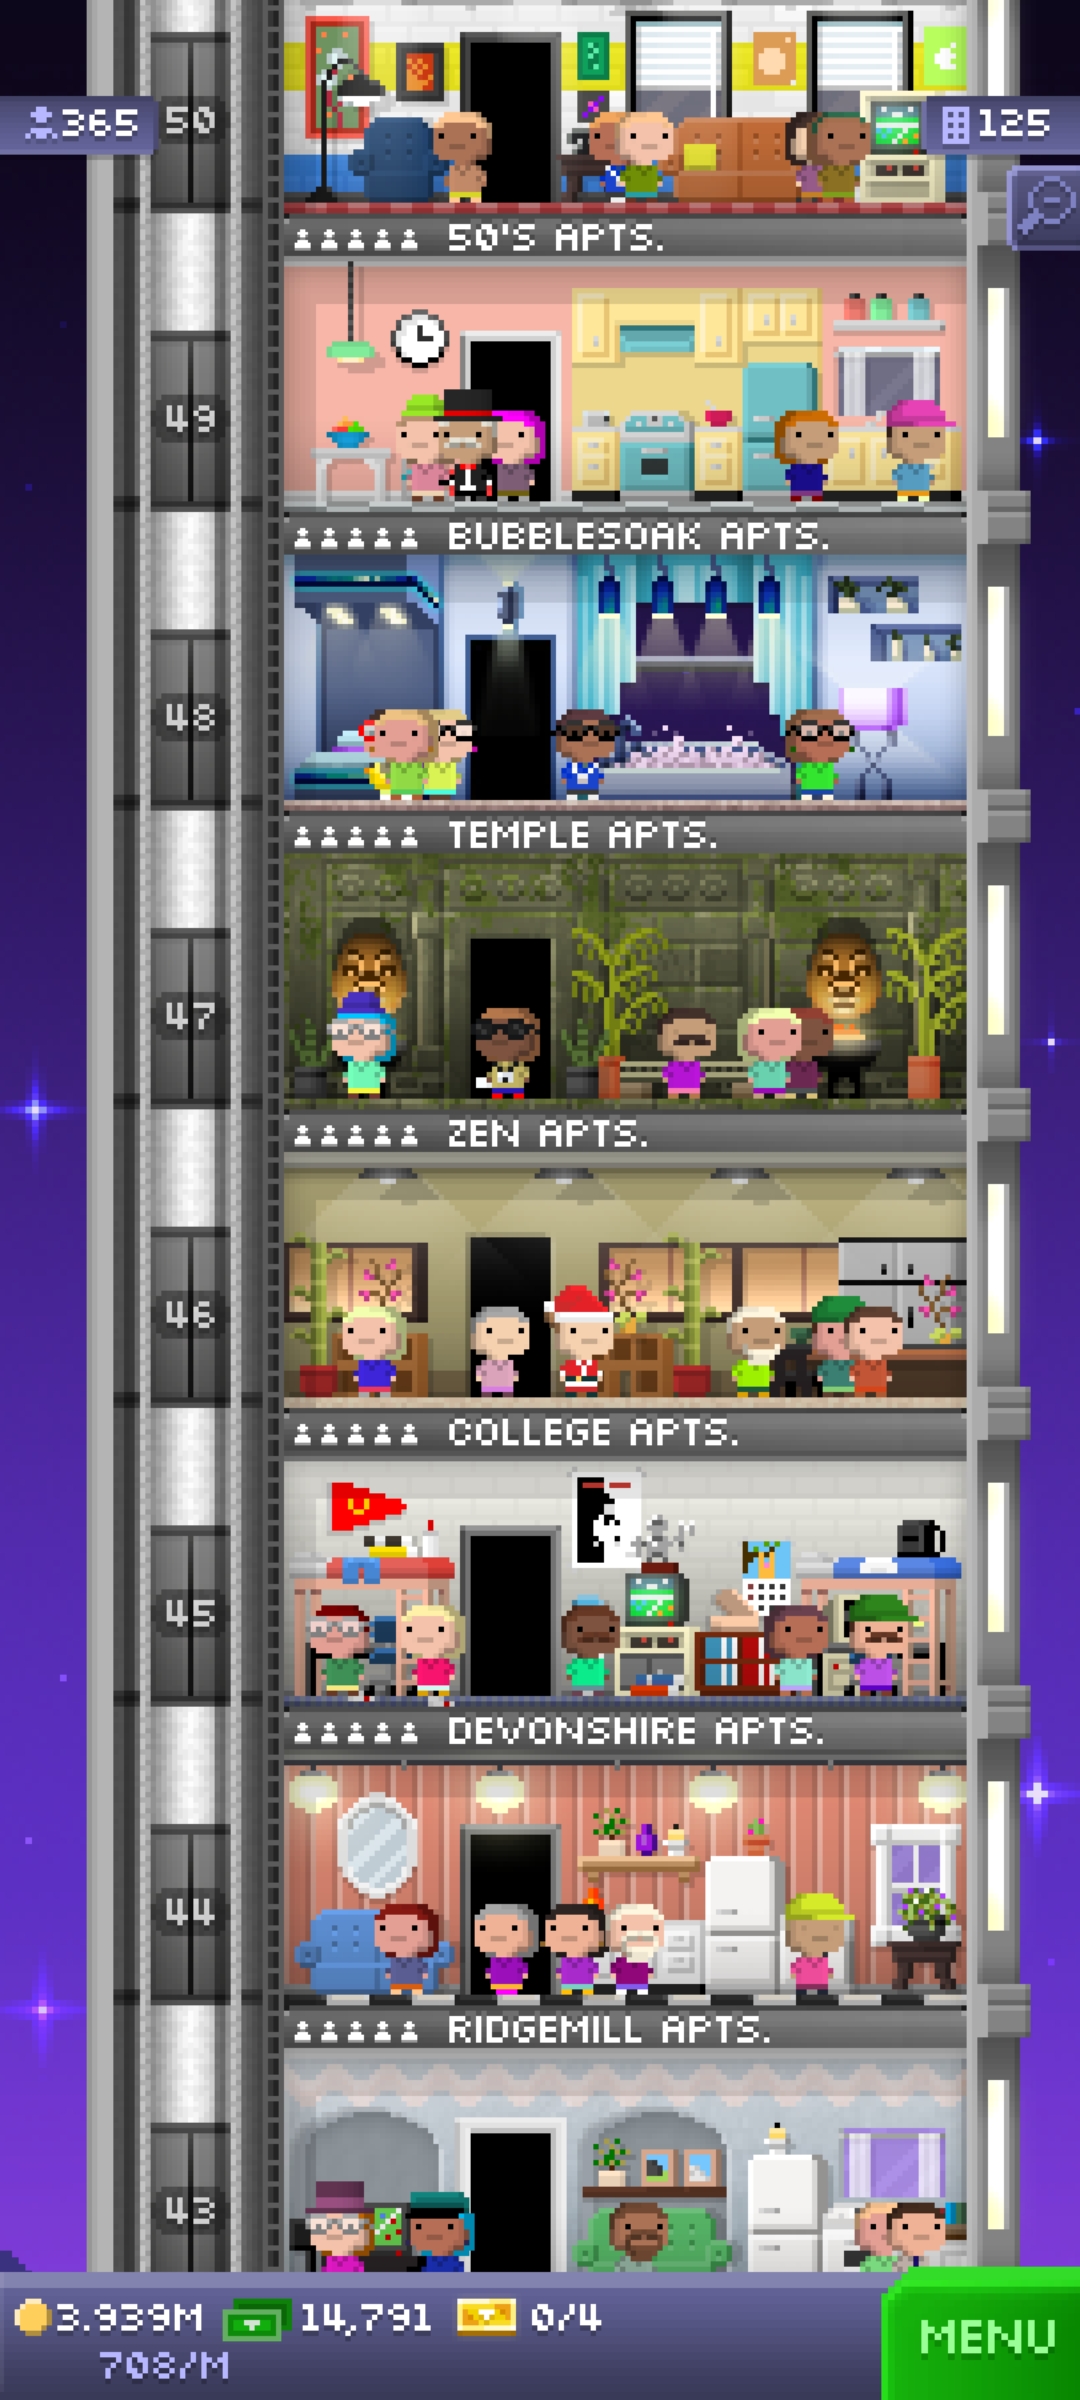 365
50
125
50'S APTS.
49
BUBBLESOAK APTS.
48
TEMPLE APTS.
47
ZEN APTS.
46
COLLEGE APTS.
45
DEVONSHIRE APTS.
44
RIDGEMILL APTS.
43
3.939M 14,791 0/4
708/M
MENU